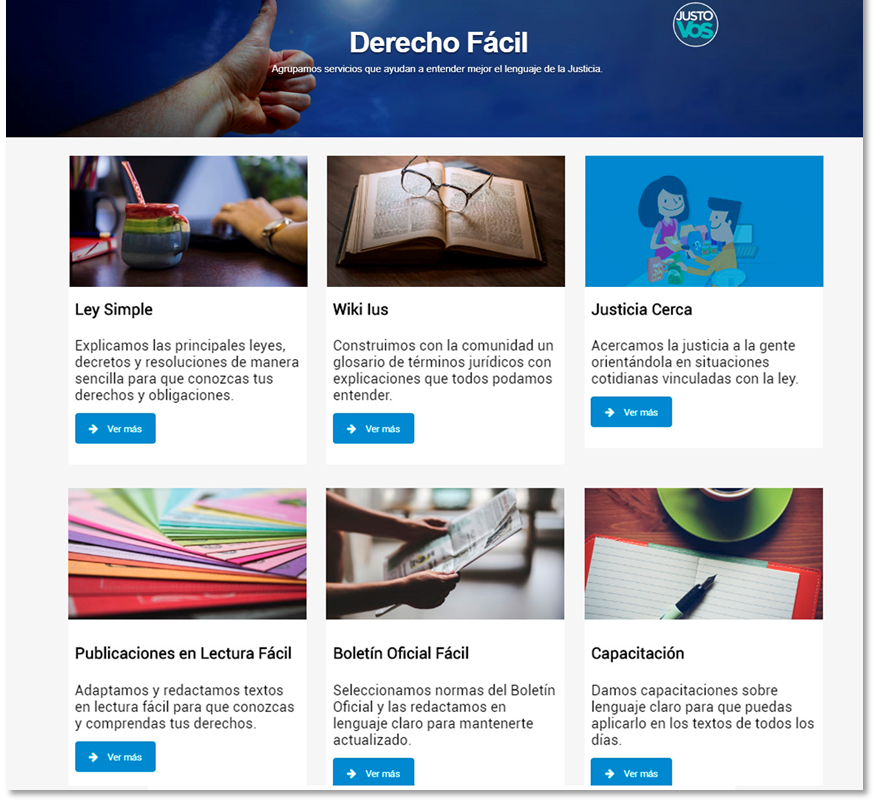 JUSTO
VOS
Derecho Fácil
Agrupamos servicios que ayudan a entender mejor el lenguaje de la Justicia.
Ley Simple
Explicamos las principales leyes,
decretos y resoluciones de manera
sencilla para que conozcas tus
derechos y obligaciones.
Ver más
Wiki Ius
Construimos con la comunidad un
glosario de términos jurídicos con
explicaciones que todos podamos
entender.
Ver más
Justicia Cerca
Acercamos la justicia a la gente
orientándola en situaciones
cotidianas vinculadas con la ley.
Ver más
Publicaciones en Lectura Fácil
Adaptamos y redactamos textos
en lectura fácil para que conozcas
y comprendas tus derechos.
Ver más
Boletín Oficial Fácil
Seleccionamos normas del Boletín
Oficial y las redactamos en
lenguaje claro para mantenerte
actualizado.
Ver más
Capacitación
Damos capacitaciones sobre
lenguaje claro para que puedas
aplicarlo en los textos de todos los
días.
Ver más